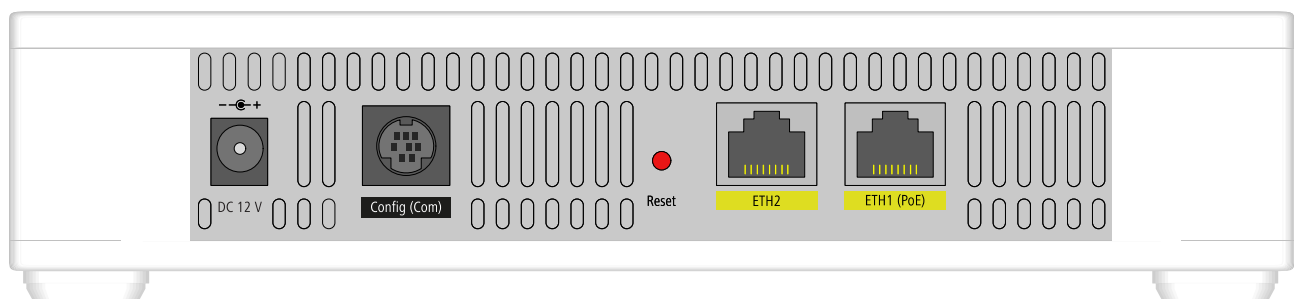 DC 12 V
Config (Com)
Reset
ETH2
ETH1 (PoE)